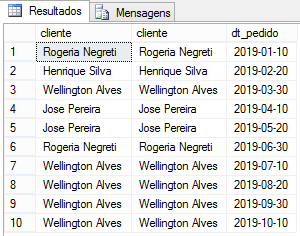 Resultados Mensagens
cliente cliente dt_pedido
1 Rogeria Negreti Rogeria Negreti 2019-01-10
2 Henrique Silva Henrique Silva 2019-02-20
3 Wellington Alves Wellington Alves 2019-03-30
4 Jose Pereira Jose Pereira 2019-04-10
5 Jose Pereira Jose Pereira 2019-05-20
6 Rogeria Negreti Rogeria Negreti 2019-06-30
7 Wellington Alves Wellington Alves 2019-07-10
8 Wellington Alves Wellington Alves 2019-08-20
9 Wellington Alves Wellington Alves 2019-09-30
10 Wellington Alves Wellington Alves 2019-10-10